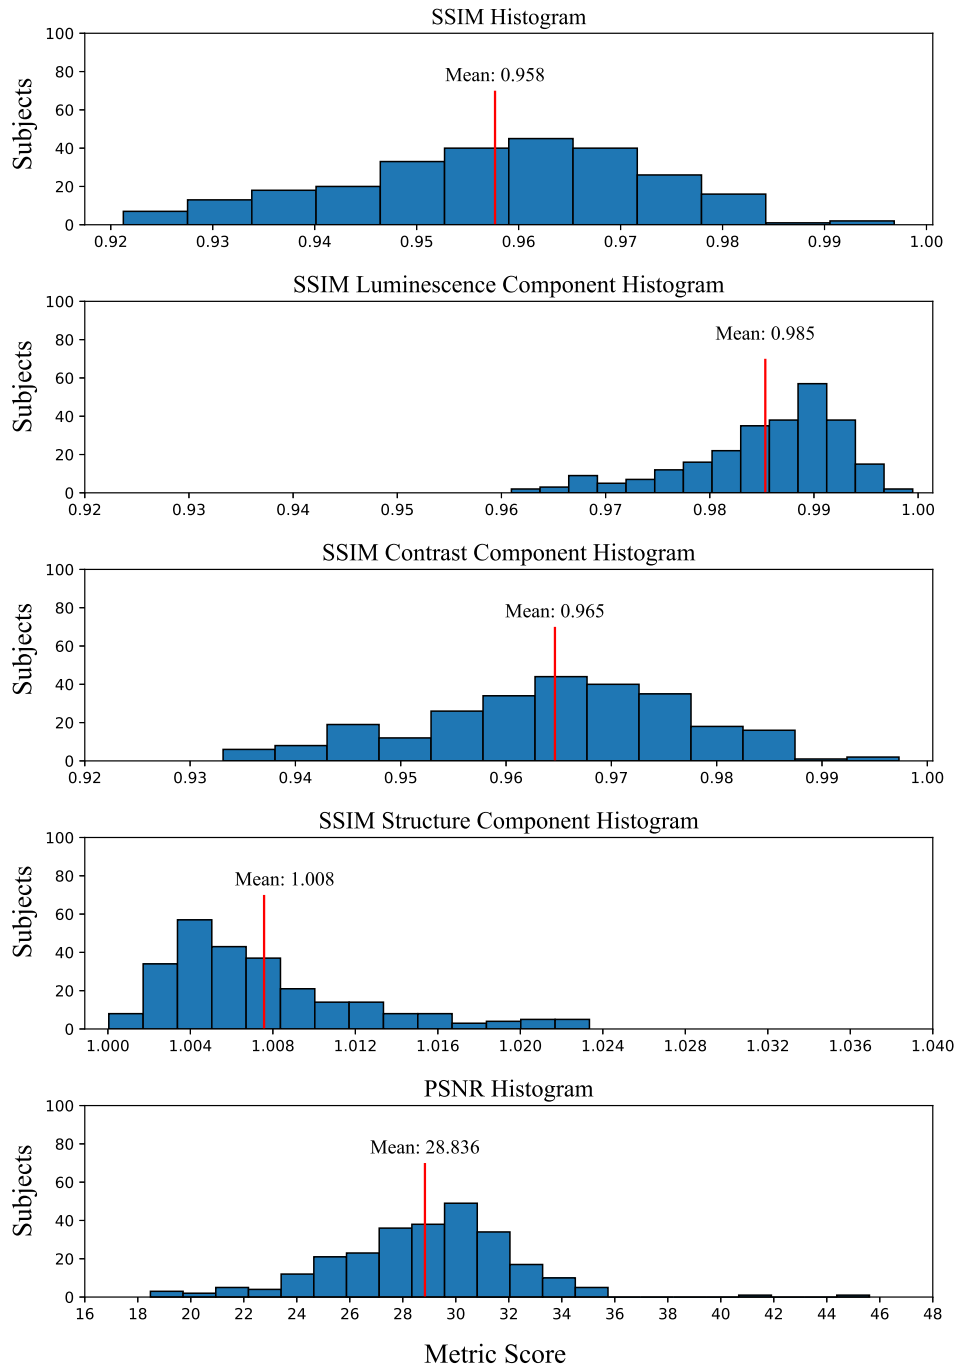 SSIM Histogram
100
80
60
40
20
0
Subjects
Mean: 0.958
0.92 0.93 0.94 0.95 0.96 0.97 0.98 0.99 1.00
SSIM Luminescence Component Histogram
100
80
60
40
20
0
Subjects
Mean: 0.985
0.92 0.93 0.94 0.95 0.96 0.97 0.98 0.99 1.00
SSIM Contrast Component Histogram
100
80
60
40
20
0
Subjects
Mean: 0.965
0.92 0.93 0.94 0.95 0.96 0.97 0.98 0.99 1.00
SSIM Structure Component Histogram
100
80
60
40
20
0
Subjects
Mean: 1.008
1.000 1.004 1.008 1.012 1.016 1.020 1.024 1.028 1.032 1.036 1.040
PSNR Histogram
100
80
60
40
20
0
Subjects
Mean: 28.836
16 18 20 22 24 26 28 30 32 34 36 38 40 42 44 46 48
Metric Score